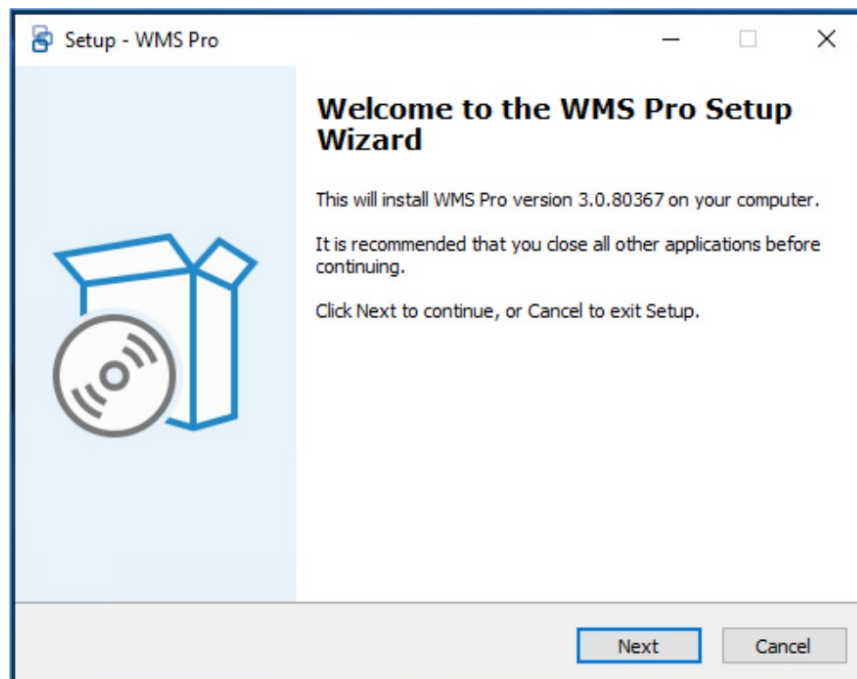 Setup - WMS Pro
Welcome to the WMS Pro Setup
Wizard
This will install WMS Pro version 3.0.80367 on your computer.
It is recommended that you close all other applications before
continuing.
Click Next to continue, or Cancel to exit Setup.
Next
Cancel